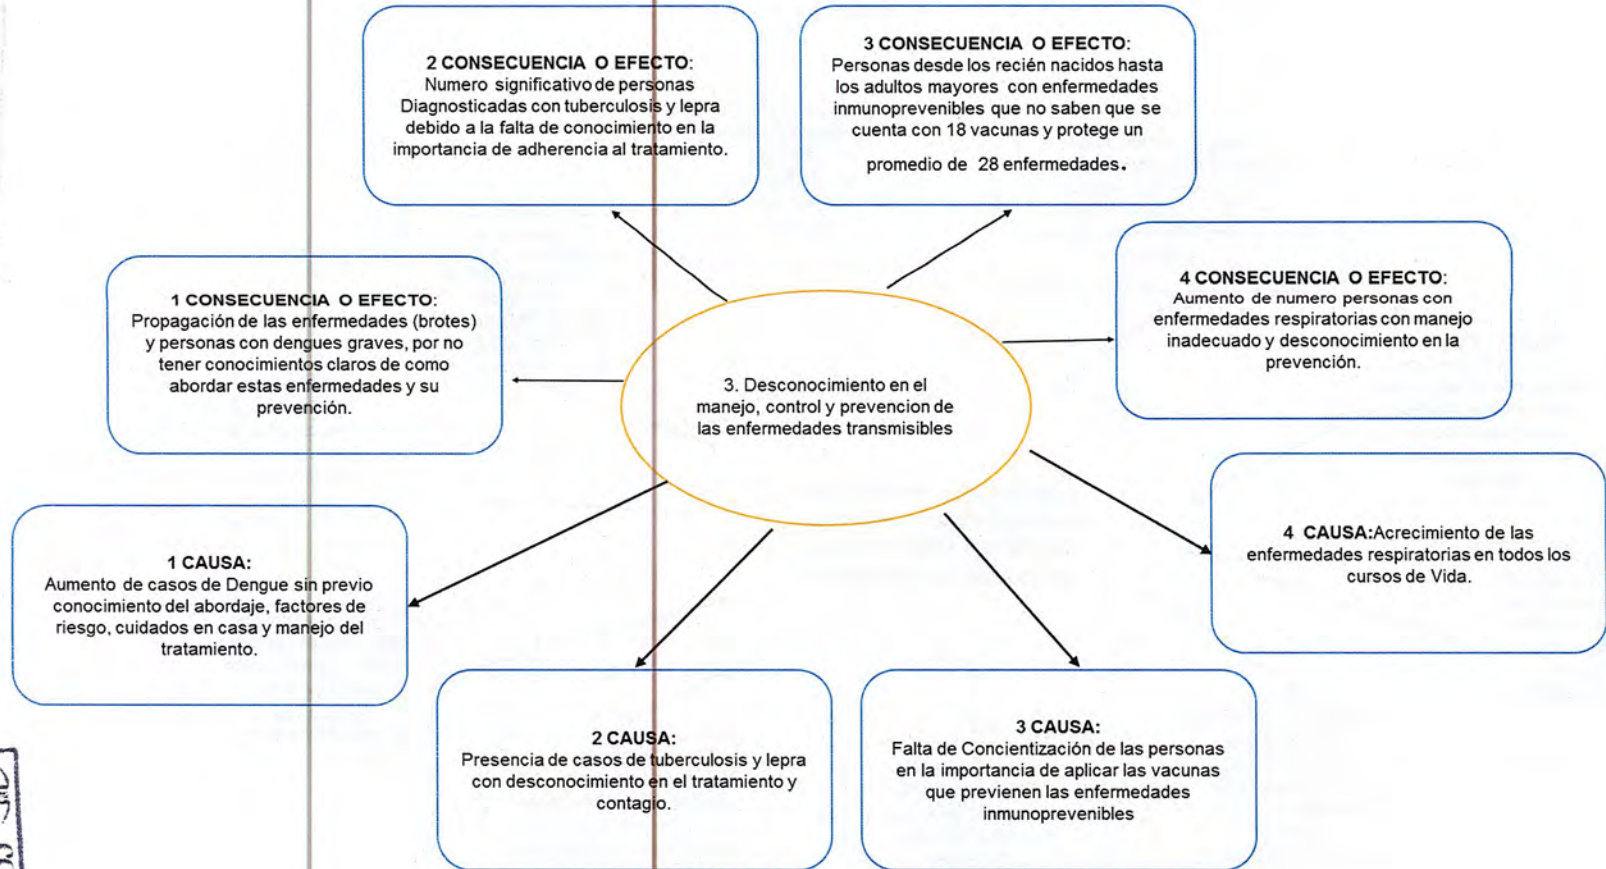 2 CONSECUENCIA O EFECTO:
Numero significativo de personas
Diagnosticadas con tuberculosis y lepra
debido a la falta de conocimiento en la
importancia de adherencia al tratamiento.
3 CONSECUENCIA O EFECTO:
Personas desde los recién nacidos hasta
los adultos mayores con enfermedades
inmunoprevenibles que no saben que se
cuenta con 18 vacunas y protege un
promedio de 28 enfermedades.
1 CONSECUENCIA O EFECTO:
Propagación de las enfermedades (brotes)
y personas con dengues graves, por no
tener conocimientos claros de como
abordar estas enfermedades y su
prevención.
4 CONSECUENCIA O EFECTO:
Aumento de numero personas con
enfermedades respiratorias con manejo
inadecuado y desconocimiento en la
prevención.
3. Desconocimiento en el
manejo, control y prevencion de
las enfermedades transmisibles
1 CAUSA:
Aumento de casos de Dengue sin previo
conocimiento del abordaje, factores de
riesgo, cuidados en casa y manejo del
tratamiento.
4 CAUSA:Acrecimiento de las
enfermedades respiratorias en todos los
cursos de Vida.
2 CAUSA:
Presencia de casos de tuberculosis y lepra
con desconocimiento en el tratamiento y
contagio.
3 CAUSA:
Falta de Concientización de las personas
en la importancia de aplicar las vacunas
que previenen las enfermedades
inmunoprevenibles